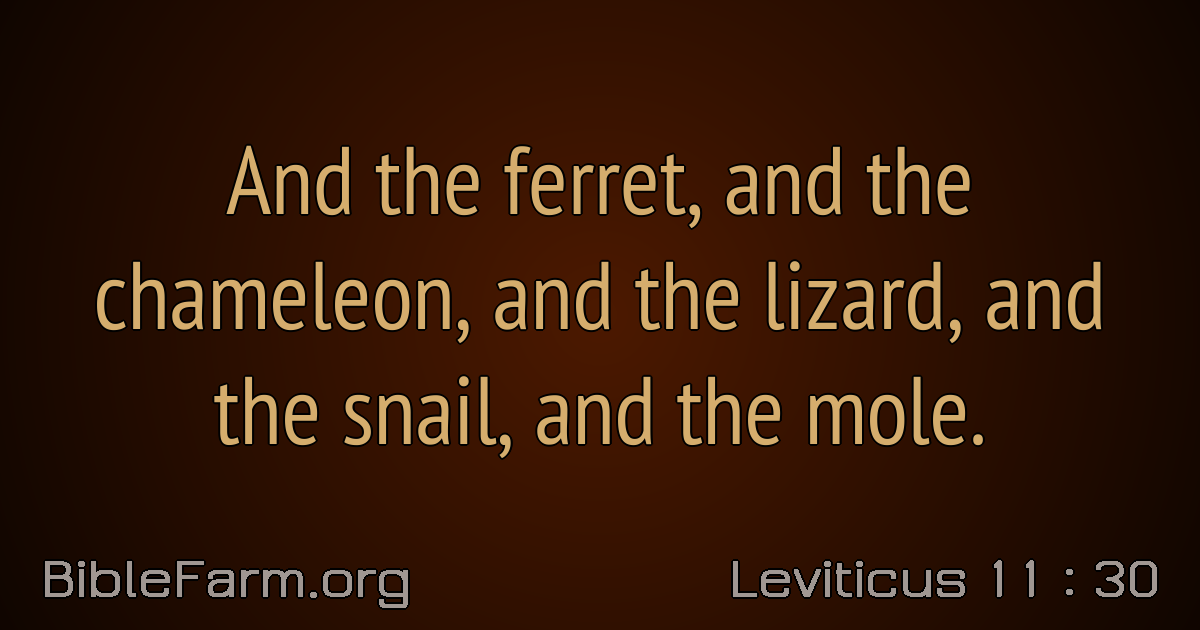 And the ferret, and the
chameleon, and the lizard, and
the snail, and the mole.
BibleFarm.org
Leviticus 11 : 30